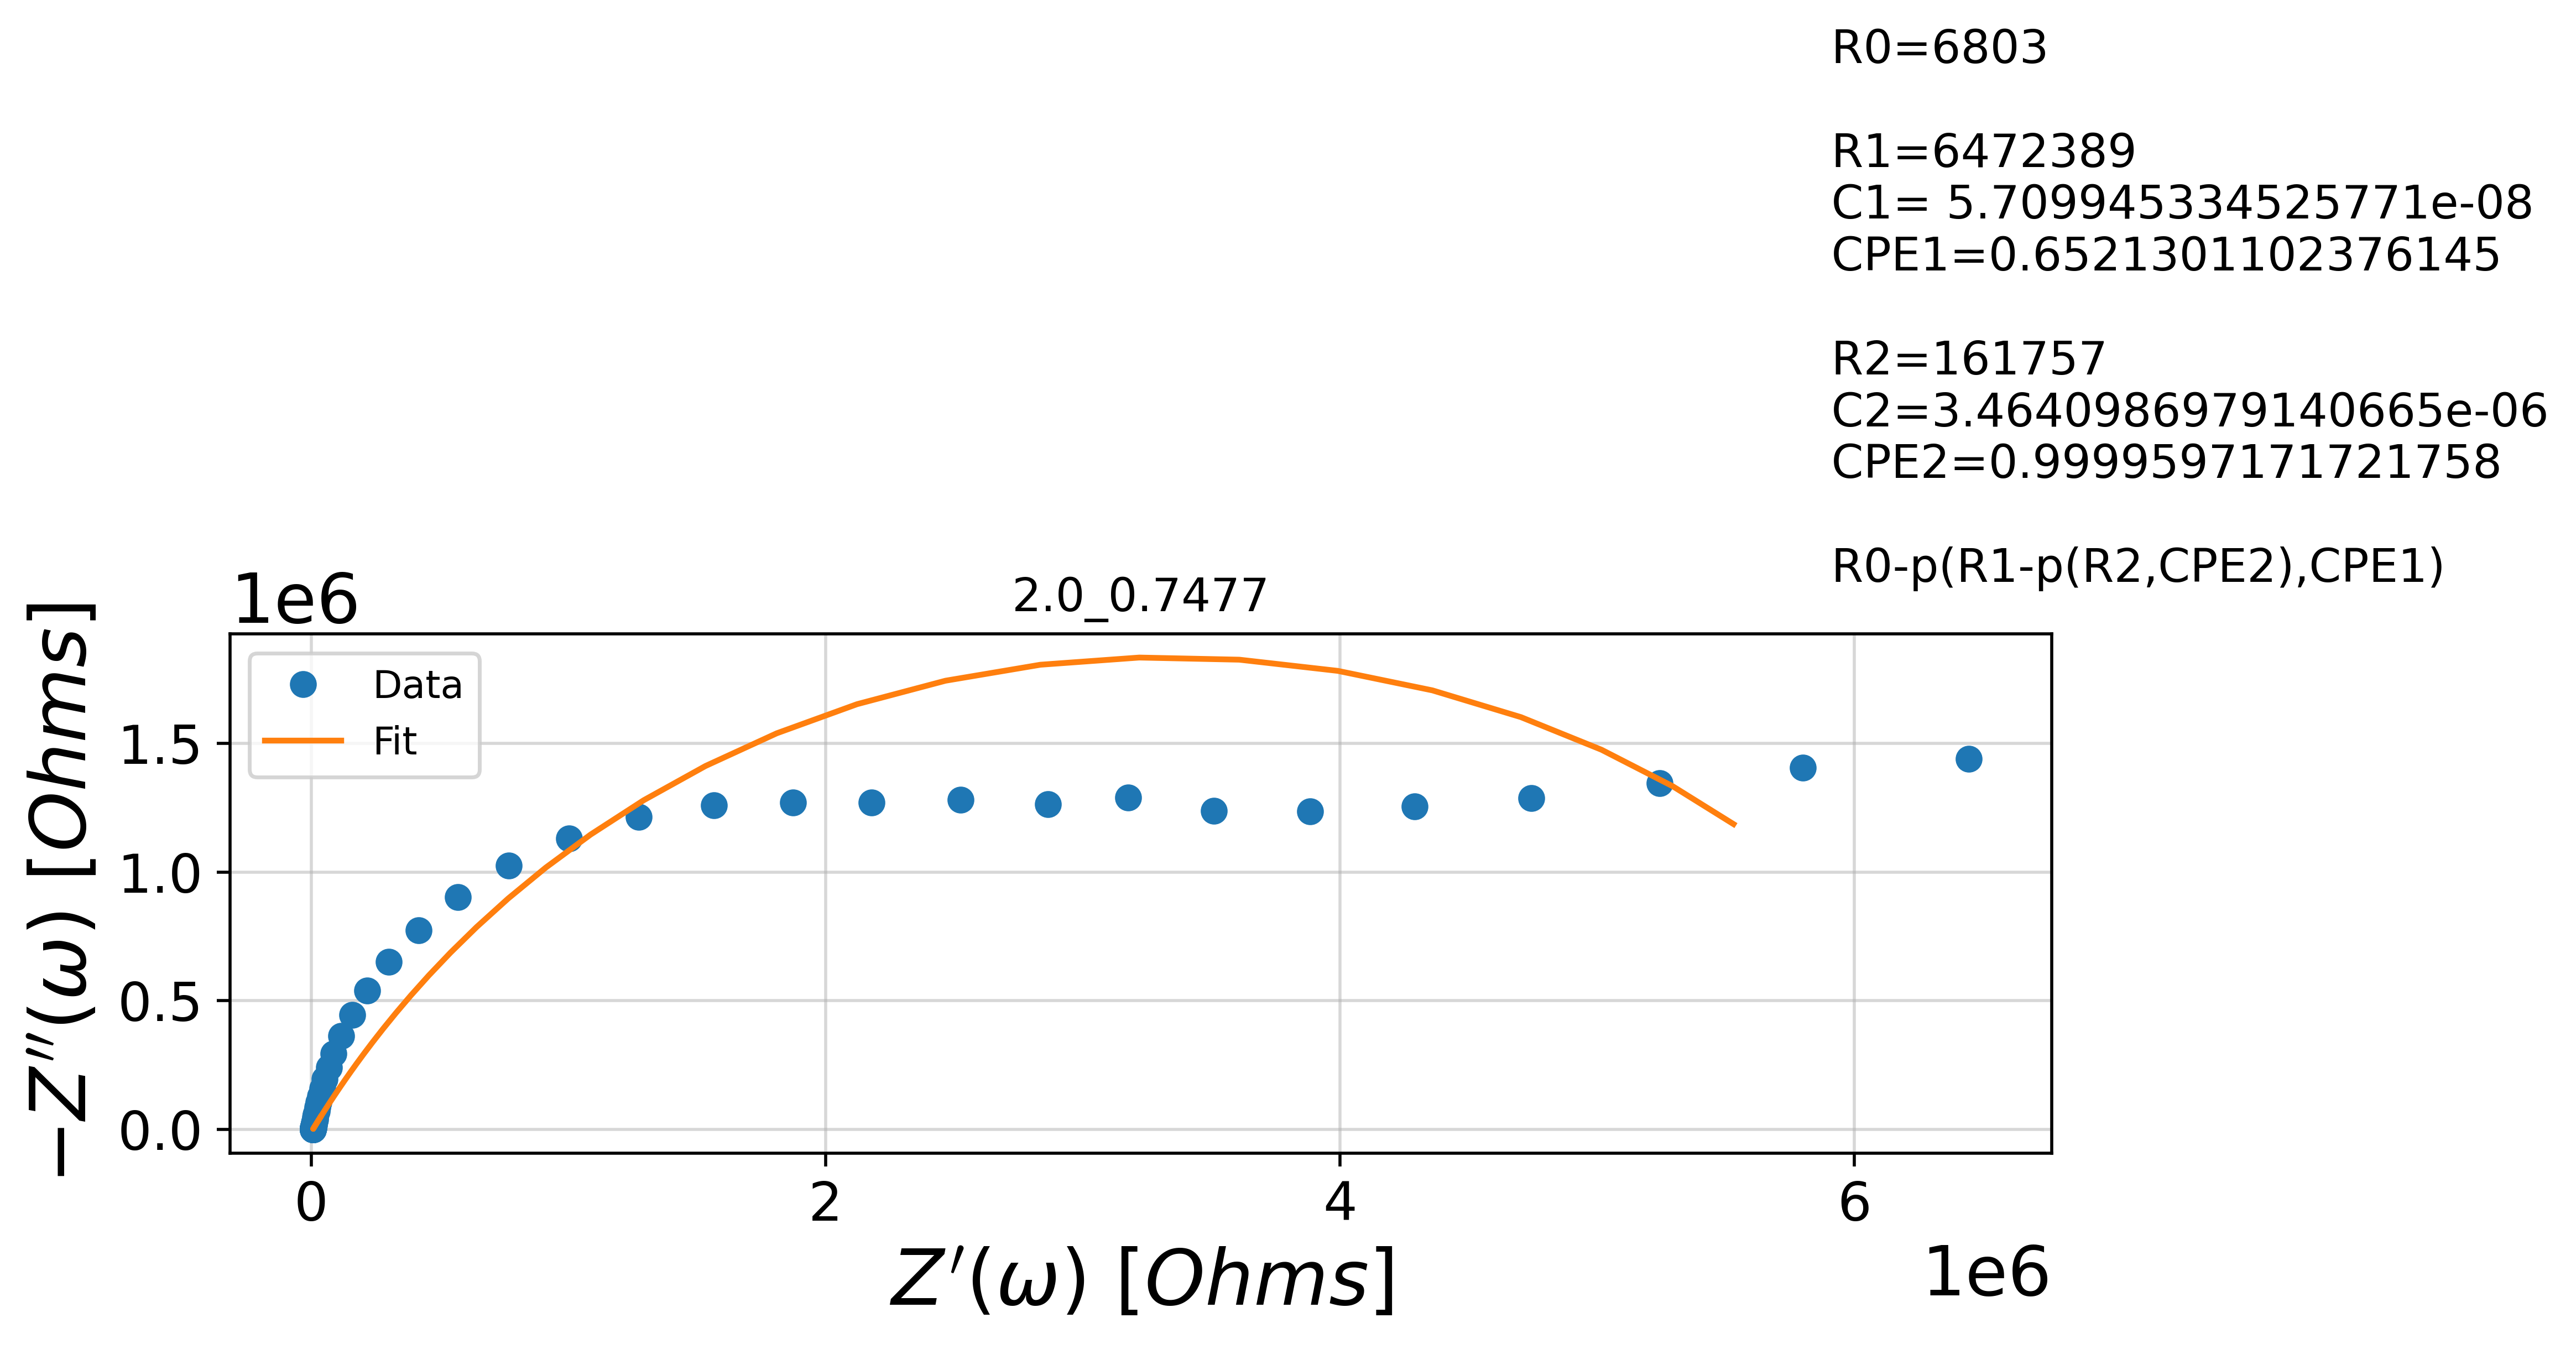 R0=6803
R1=6472389
C1= 5.709945334525771e-08
CPE1=0.6521301102376145
R2=161757
C2=3.4640986979140665e-06
CPE2=0.9999597171721758
R0-p(R1-p(R2,CPE2),CPE1)
1e6
2.0_0.7477
Data
Fit
−Z′′(ω) [Ohms]
1.5
1.0
0.5
0.0
0
2
4
6
Z′(ω) [Ohms]
1e6